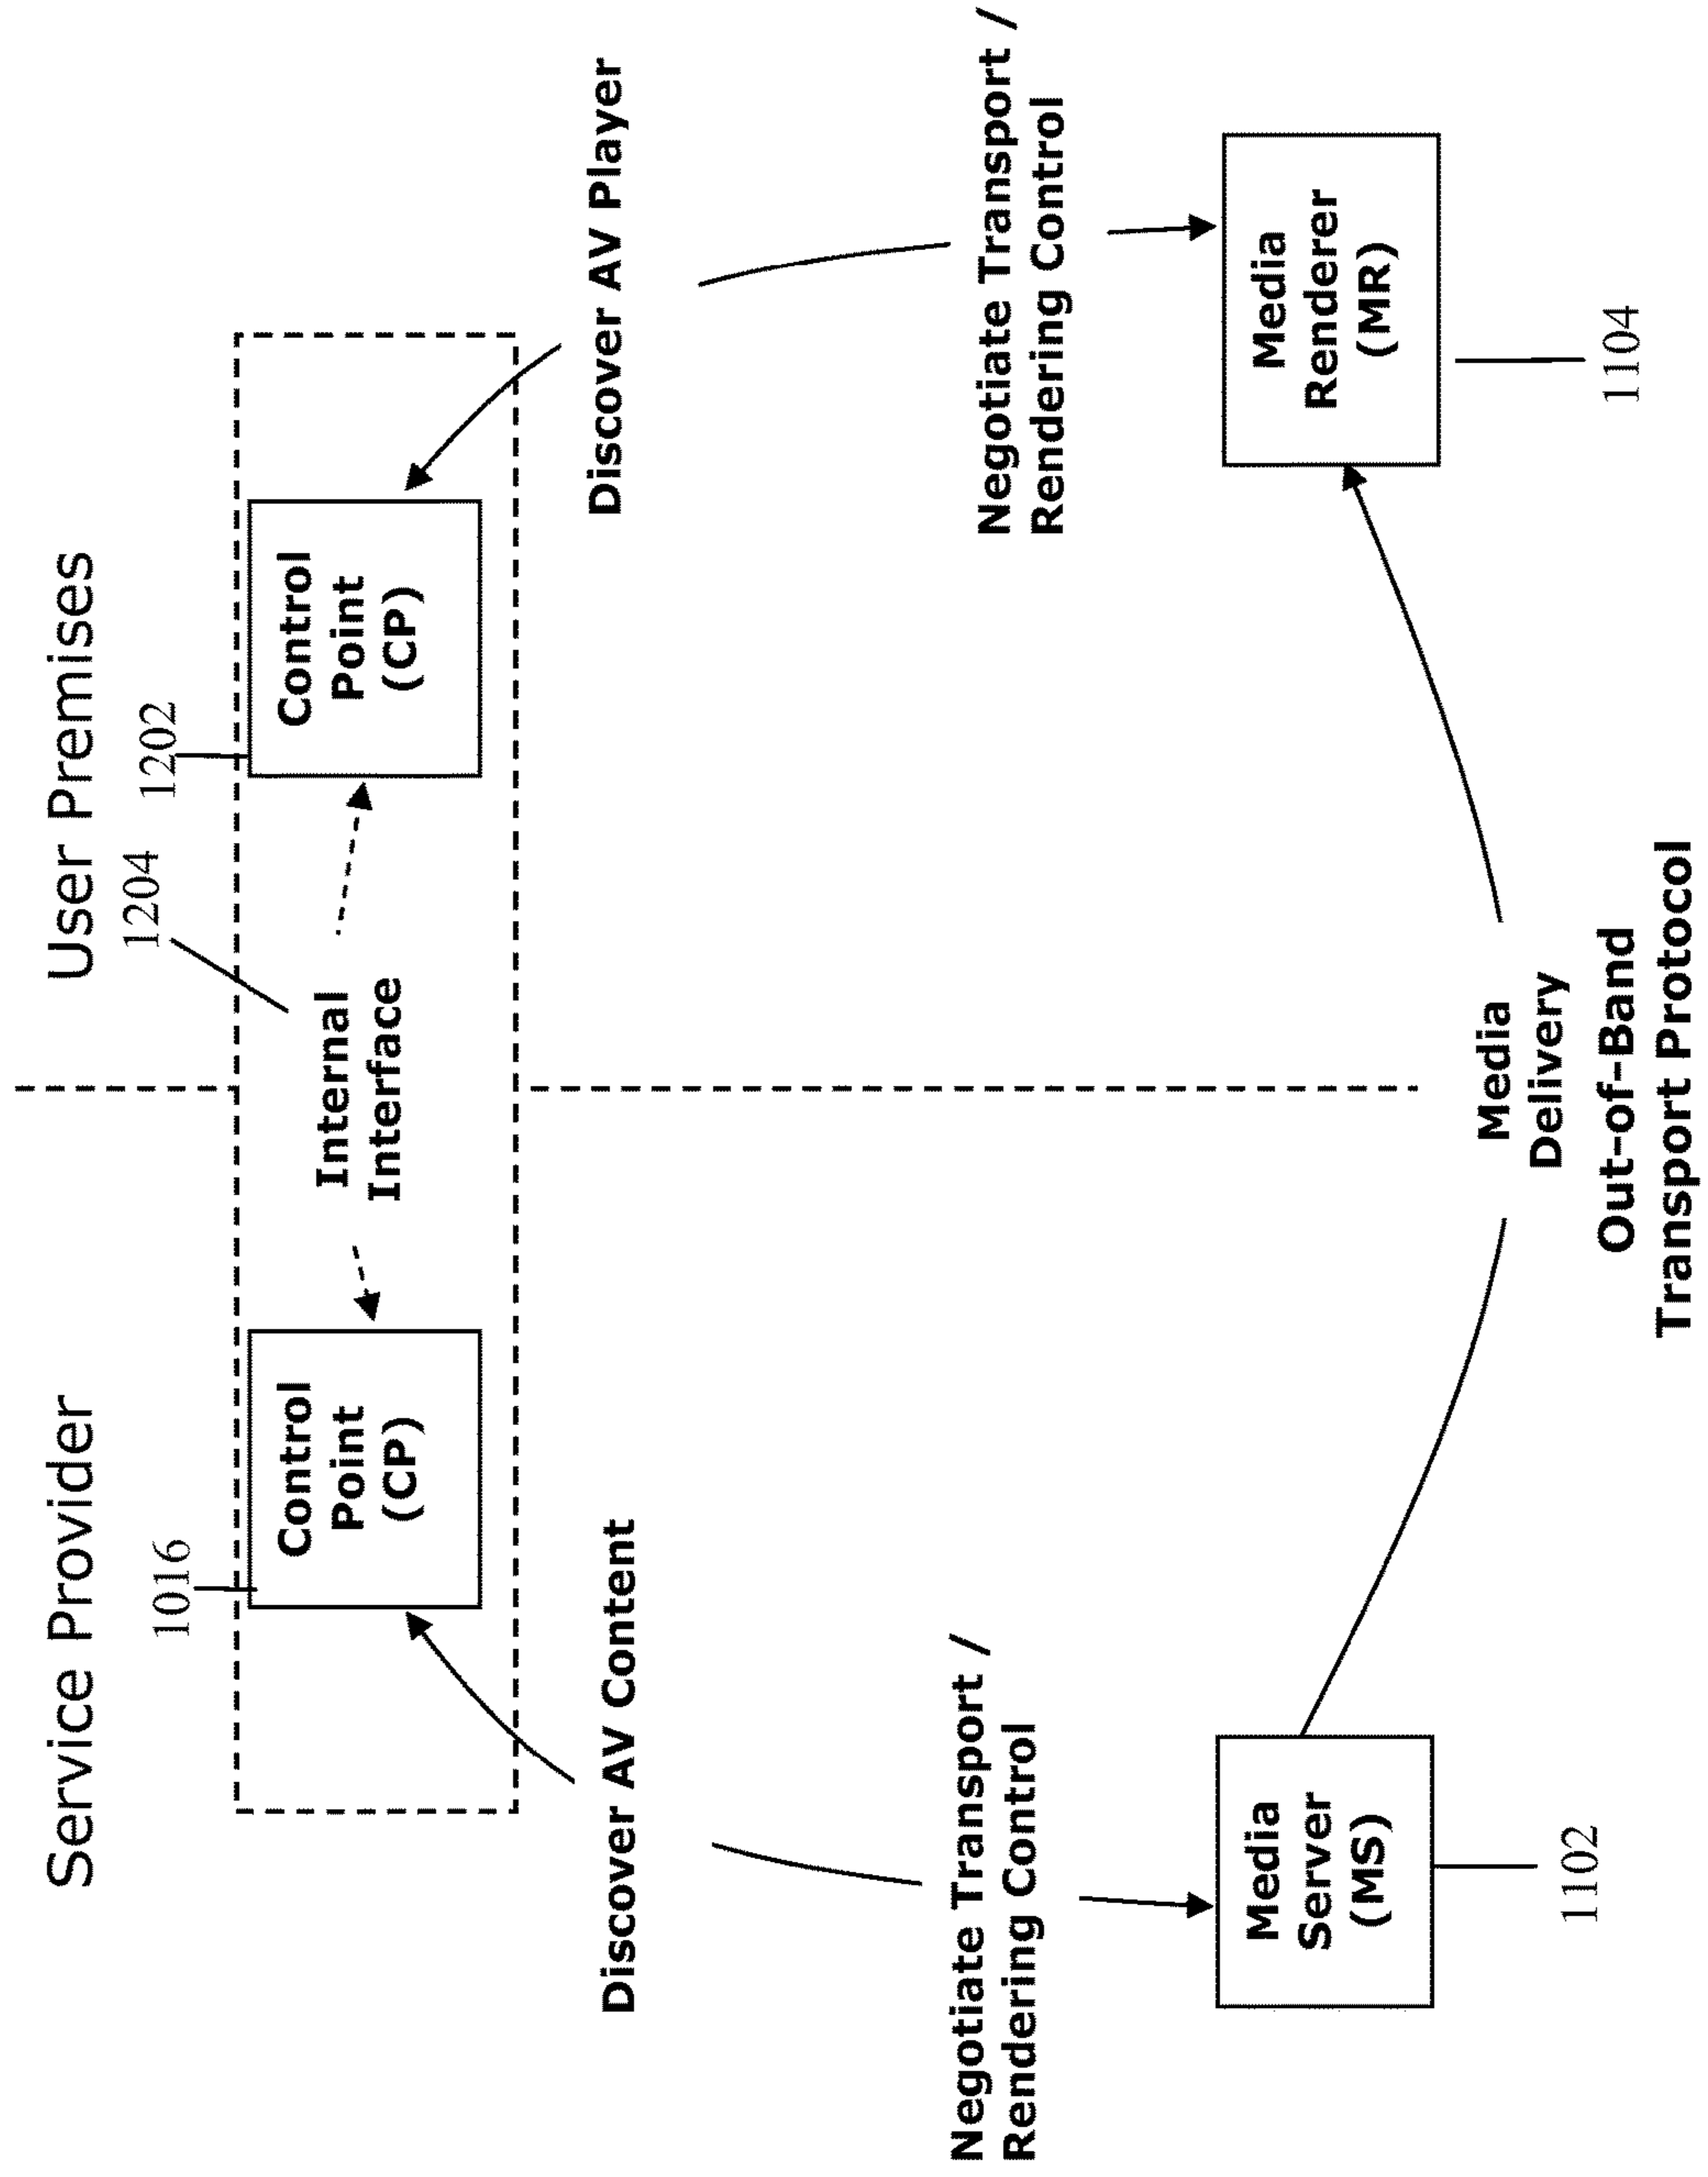 Service Provider
User Premises
1016
1204
1202
Control
Point
(CP)
Internal
Interface
Control
Point
(CP)
Discover AV Content
Discover AV Player
Negotiate Transport /
Rendering Control
Negotiate Transport /
Rendering Control
Media
Server
(MS)
Media
Renderer
(MR)
1102
1104
Media
Delivery
Out-of-Band
Transport Protocol